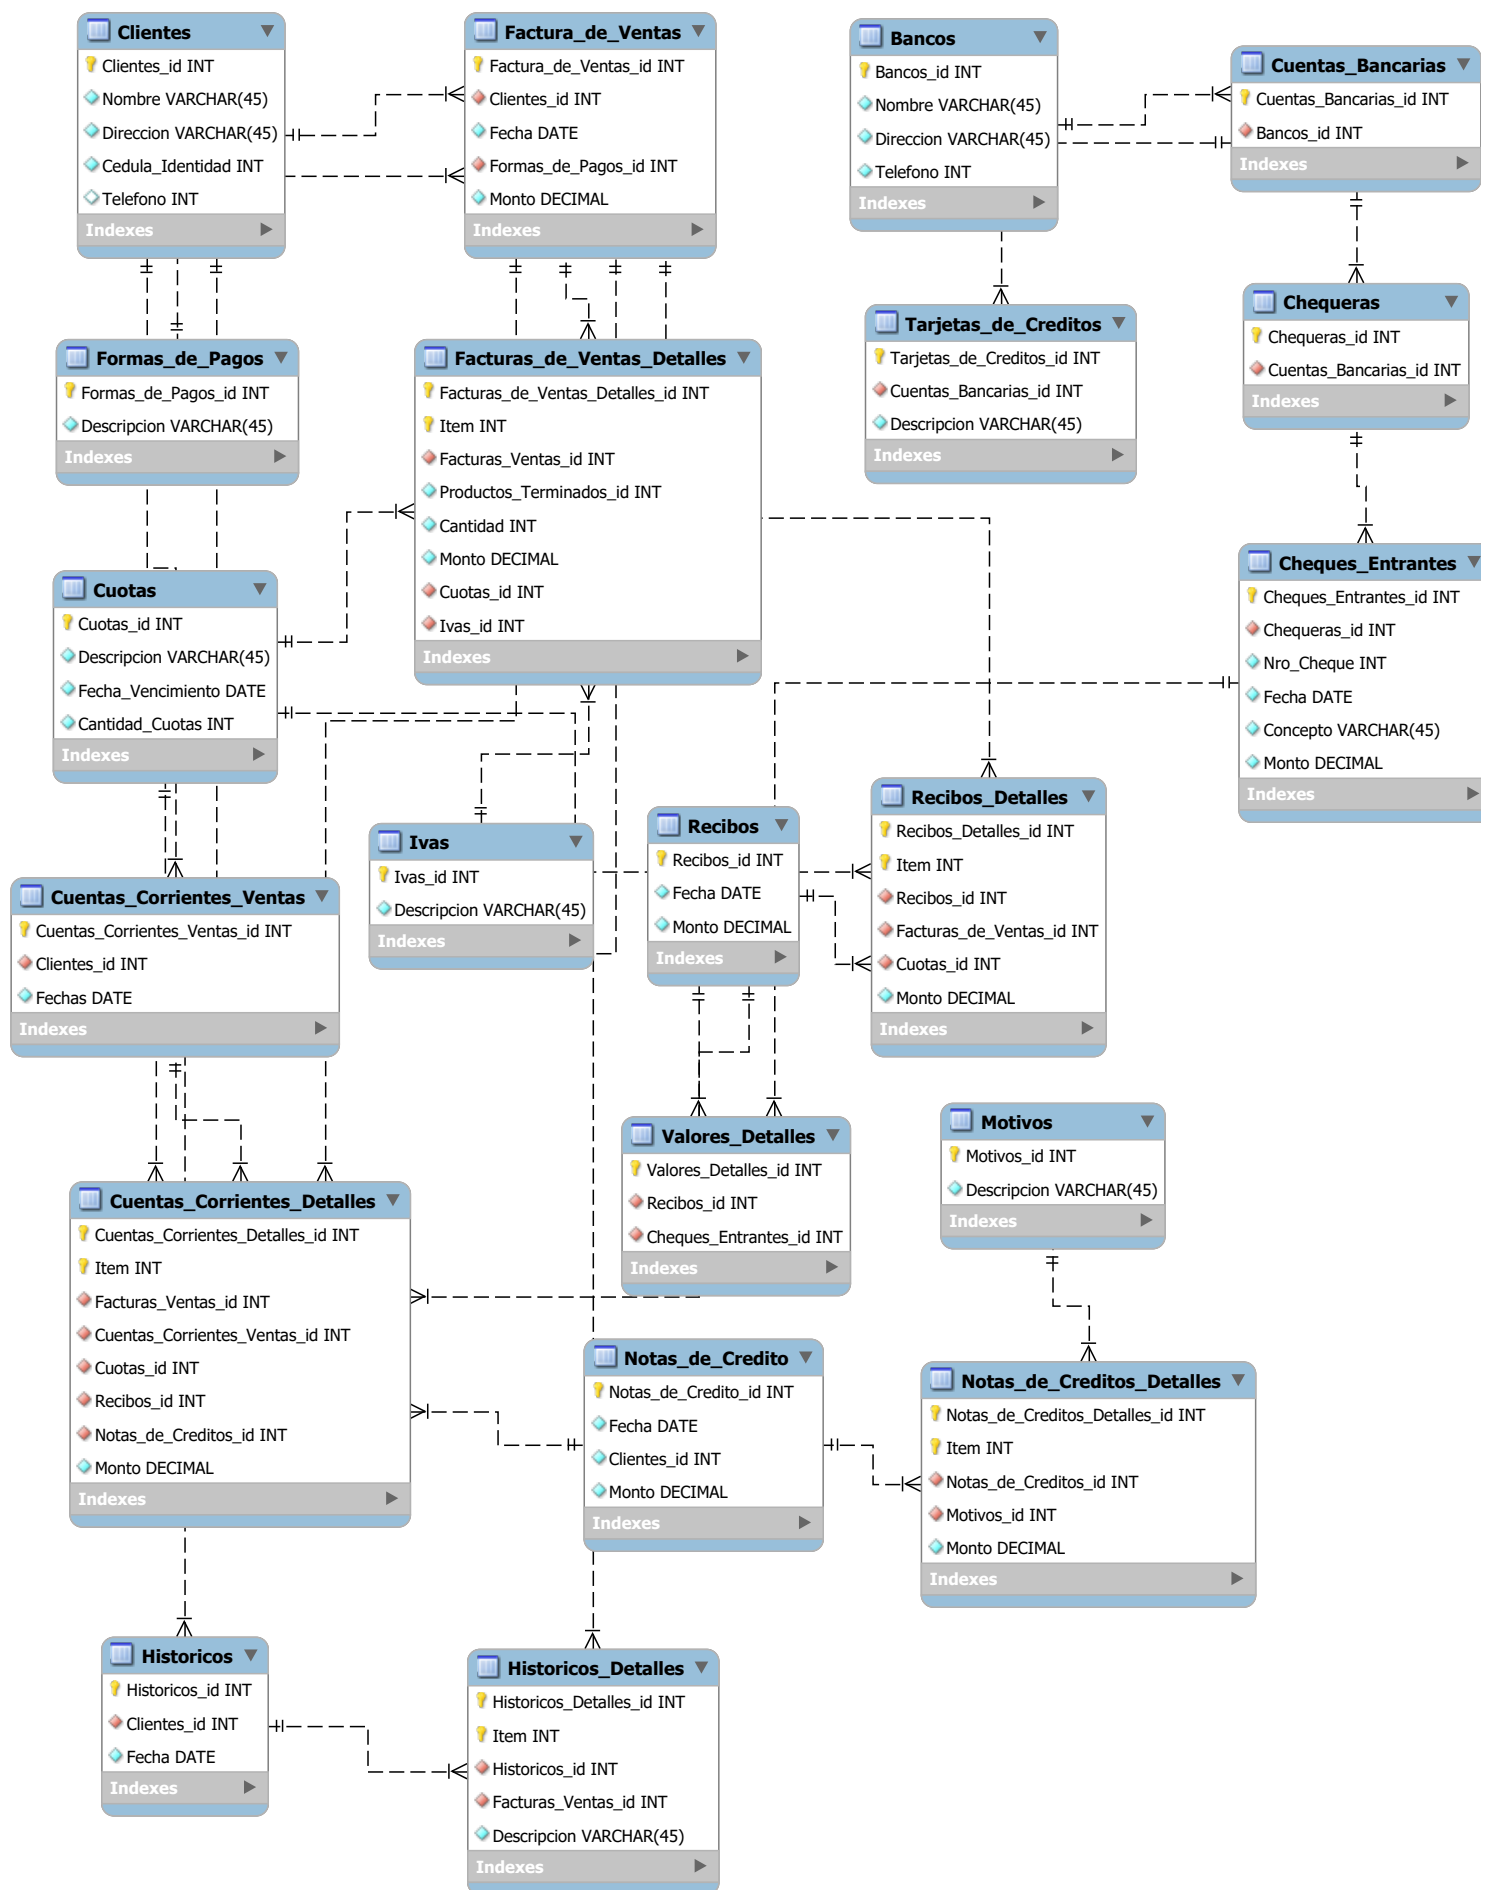 Clientes
Clientes_id INT
Nombre VARCHAR(45)
Direccion VARCHAR(45)
Cedula_Identidad INT
Telefono INT
Indexes
Factura_de_Ventas
Factura_de_Ventas_id INT
Clientes_id INT
Fecha DATE
Formas_de_Pagos_id INT
Monto DECIMAL
Indexes
Bancos
Bancos_id INT
Nombre VARCHAR(45)
Direccion VARCHAR(45)
Telefono INT
Indexes
Cuentas_Bancarias
Cuentas_Bancarias_id INT
Bancos_id INT
Indexes
Formas_de_Pagos
Formas_de_Pagos_id INT
Descripcion VARCHAR(45)
Indexes
Facturas_de_Ventas_Detalles
Facturas_de_Ventas_Detalles_id INT
Item INT
Facturas_Ventas_id INT
Productos_Terminados_id INT
Cantidad INT
Monto DECIMAL
Cuotas_id INT
Ivas_id INT
Indexes
Tarjetas_de_Creditos
Tarjetas_de_Creditos_id INT
Cuentas_Bancarias_id INT
Descripcion VARCHAR(45)
Indexes
Chequeras
Chequeras_id INT
Cuentas_Bancarias_id INT
Indexes
Cuotas
Cuotas_id INT
Descripcion VARCHAR(45)
Fecha_Vencimiento DATE
Cantidad_Cuotas INT
Indexes
Cheques_Entrantes
Cheques_Entrantes_id INT
Chequeras_id INT
Nro_Cheque INT
Fecha DATE
Concepto VARCHAR(45)
Monto DECIMAL
Indexes
Ivas
Ivas_id INT
Descripcion VARCHAR(45)
Indexes
Recibos
Recibos_id INT
Fecha DATE
Monto DECIMAL
Indexes
Recibos_Detalles
Recibos_Detalles_id INT
Item INT
Recibos_id INT
Facturas_de_Ventas_id INT
Cuotas_id INT
Monto DECIMAL
Indexes
Cuentas_Corrientes_Ventas
Cuentas_Corrientes_Ventas_id INT
Clientes_id INT
Fechas DATE
Indexes
Valores_Detalles
Valores_Detalles_id INT
Recibos_id INT
Cheques_Entrantes_id INT
Indexes
Motivos
Motivos_id INT
Descripcion VARCHAR(45)
Indexes
Cuentas_Corrientes_Detalles
Cuentas_Corrientes_Detalles_id INT
Item INT
Facturas_Ventas_id INT
Cuentas_Corrientes_Ventas_id INT
Cuotas_id INT
Recibos_id INT
Notas_de_Creditos_id INT
Monto DECIMAL
Indexes
Notas_de_Credito
Notas_de_Credito_id INT
Fecha DATE
Clientes_id INT
Monto DECIMAL
Indexes
Notas_de_Creditos_Detalles
Notas_de_Creditos_Detalles_id INT
Item INT
Notas_de_Creditos_id INT
Motivos_id INT
Monto DECIMAL
Indexes
Historicos
Historicos_id INT
Clientes_id INT
Fecha DATE
Indexes
Historicos_Detalles
Historicos_Detalles_id INT
Item INT
Historicos_id INT
Facturas_Ventas_id INT
Descripcion VARCHAR(45)
Indexes